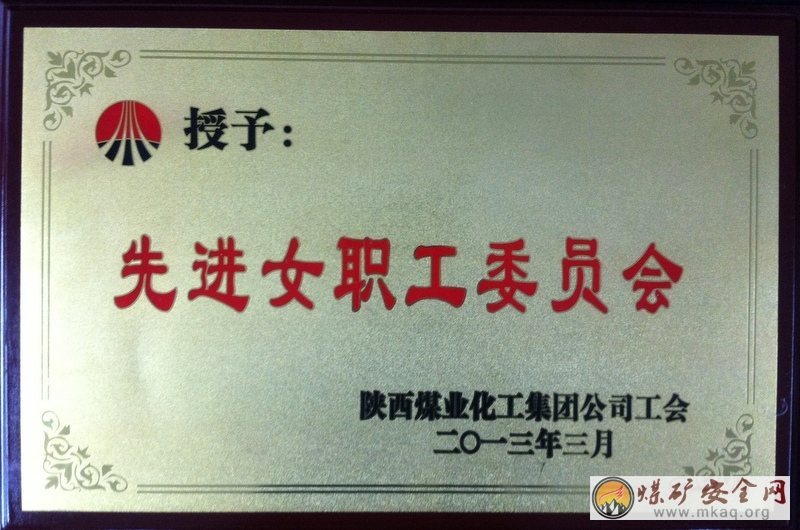 授予：
先进女职工委员会
陕西煤业化工集团公司工会
二〇一三年三月
煤矿安全网
www.mkaq.org